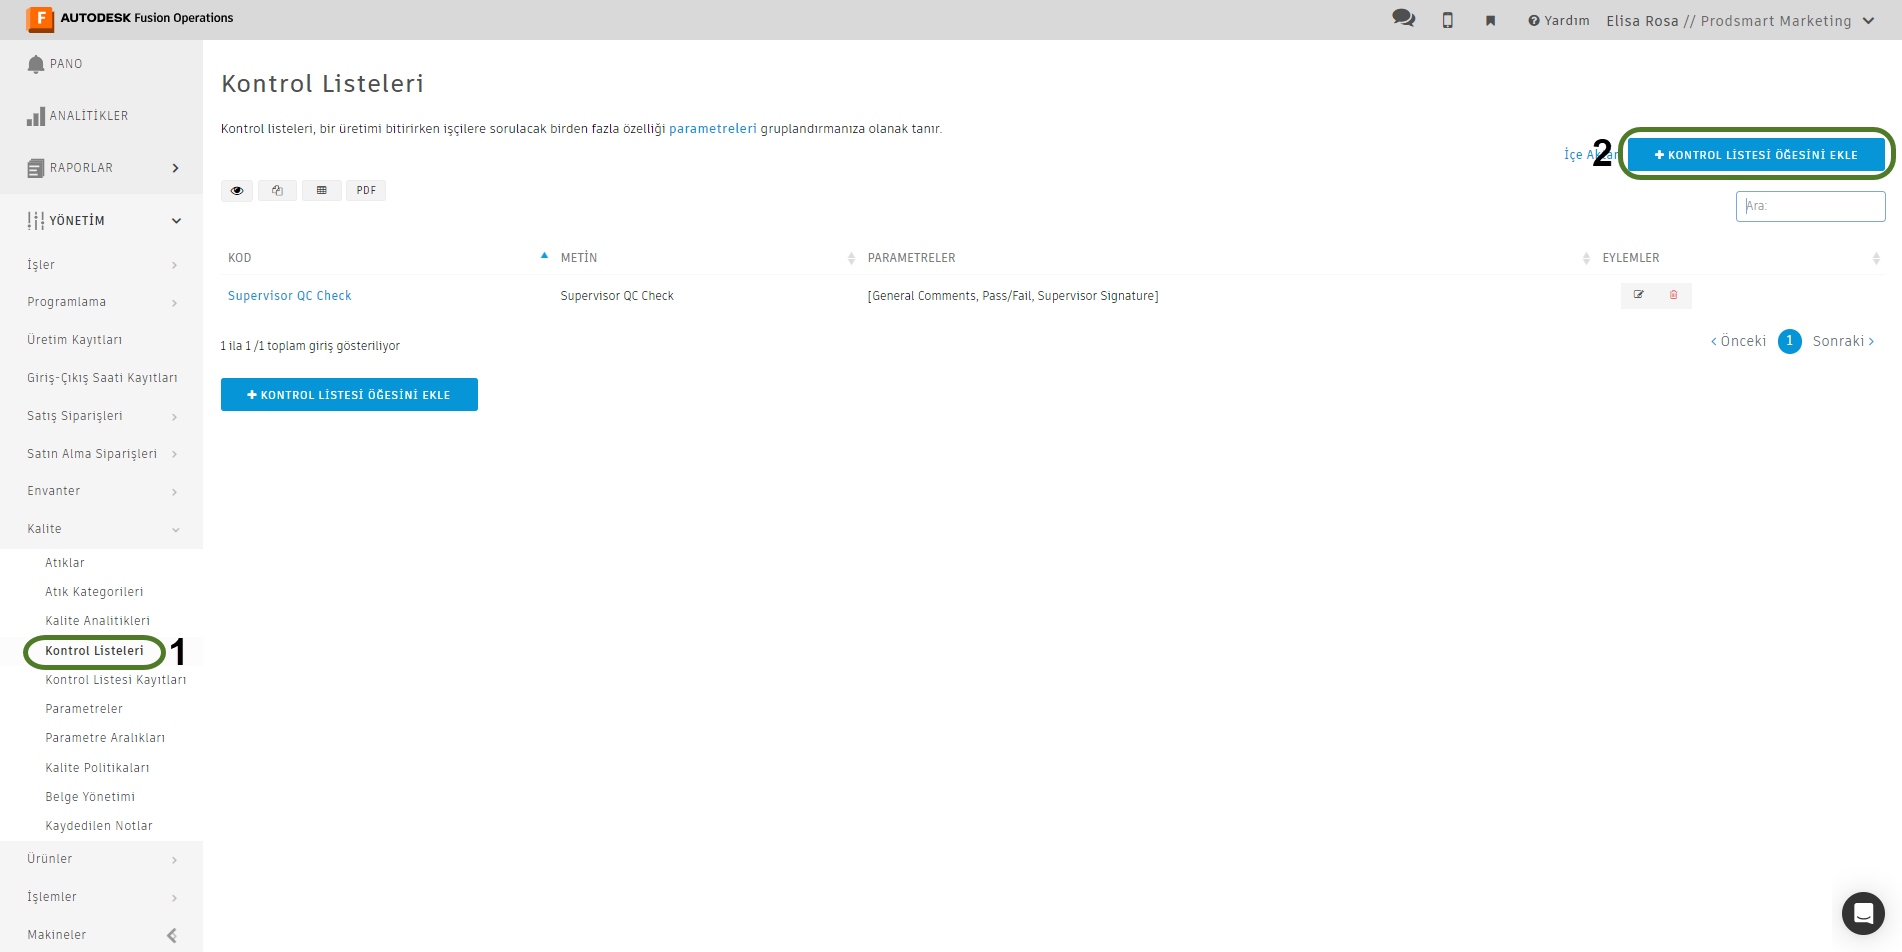 AUTODESK Fusion Operations
Yardım
Elisa Rosa // Prodsmart Marketing
PANO
ANALİTİKLER
RAPORLAR
YÖNETİM
İşler
Programlama
Üretim Kayıtları
Giriş-Çıkış Saati Kayıtları
Satış Siparişleri
Satın Alma Siparişleri
Envanter
Kalite
Atıklar
Atık Kategorileri
Kalite Analitikleri
Kontrol Listeleri 1
Kontrol Listesi Kayıtları
Parametreler
Parametre Aralıkları
Kalite Politikaları
Belge Yönetimi
Kaydedilen Notlar
Ürünler
İşlemler
Makineler
Kontrol Listeleri
Kontrol listeleri, bir üretimi bitirirken işçilere sorulacak birden fazla özelliği parametreleri gruplandırmanıza olanak tanır.
İçe 2 + KONTROL LİSTESİ ÖĞESİNİ EKLE
PDF
Ara:
KOD METİN PARAMETRELER EYLEMLER
Supervisor QC Check Supervisor QC Check [General Comments, Pass/Fail, Supervisor Signature]
1 ila 1 /1 toplam giriş gösteriliyor
‹ Önceki 1 Sonraki ›
+ KONTROL LİSTESİ ÖĞESİNİ EKLE